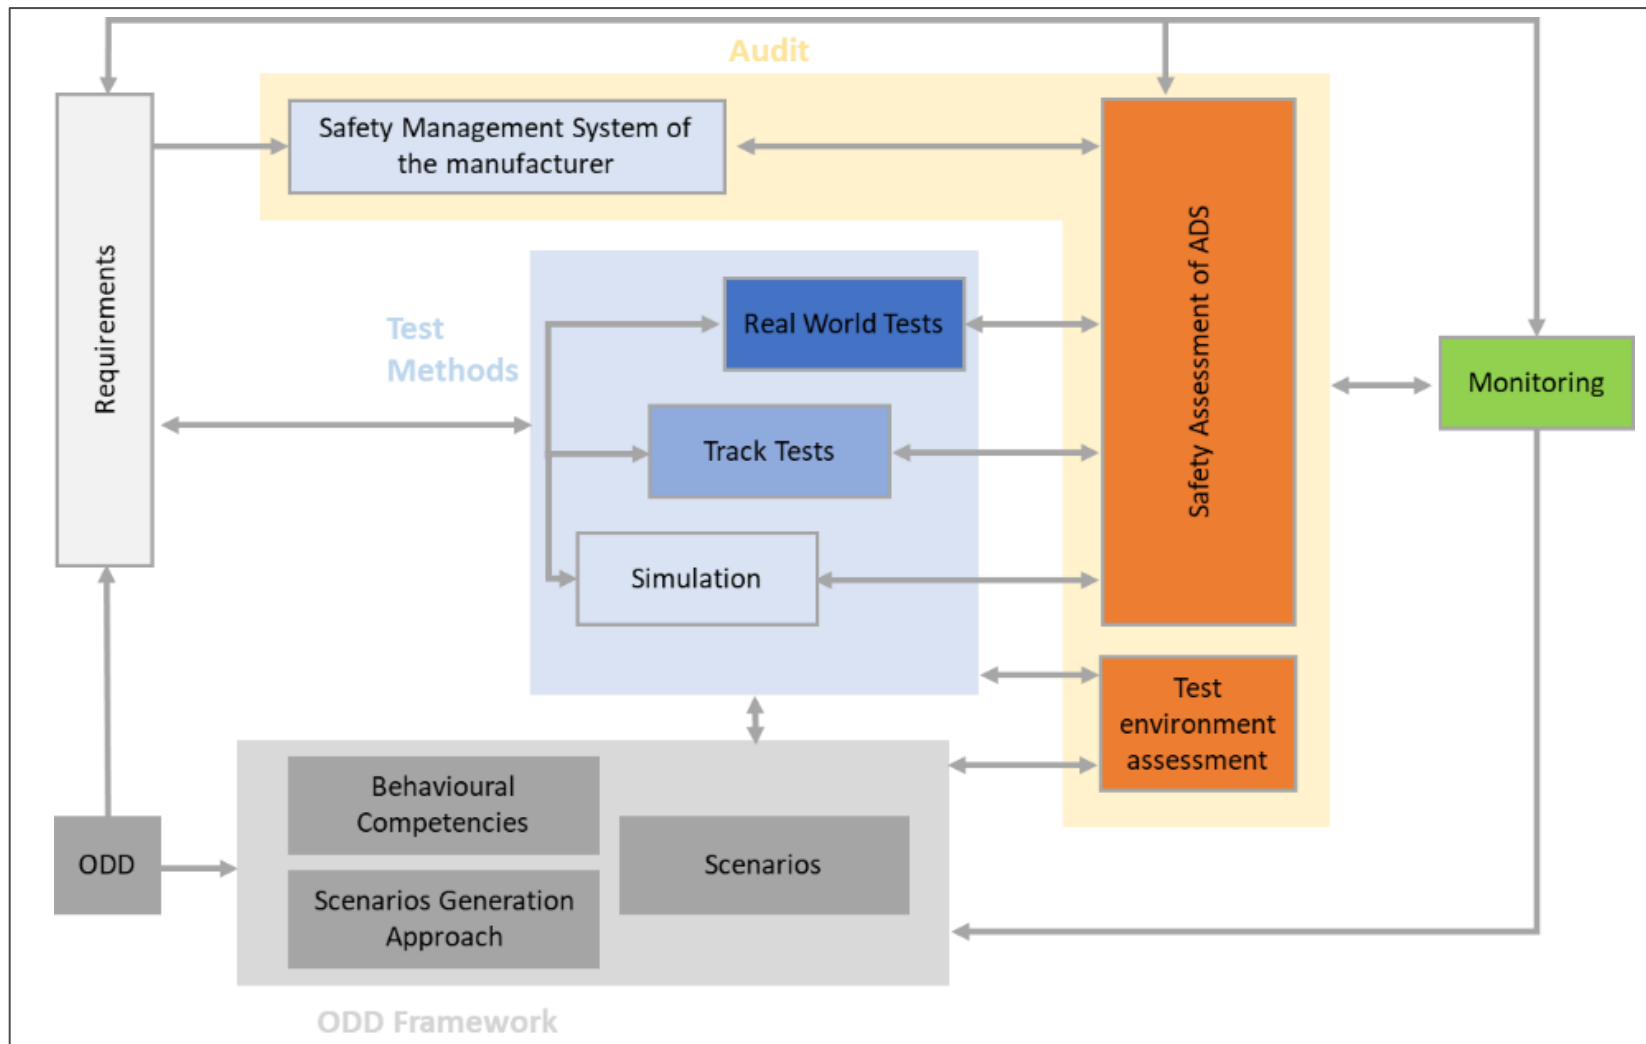 Audit
Safety Management System of
the manufacturer
Requirements
Safety Assessment of ADS
Test
Methods
Real World Tests
Track Tests
Simulation
Monitoring
Test
environment
assessment
Behavioural
Competencies
ODD
Scenarios
Scenarios Generation
Approach
ODD Framework